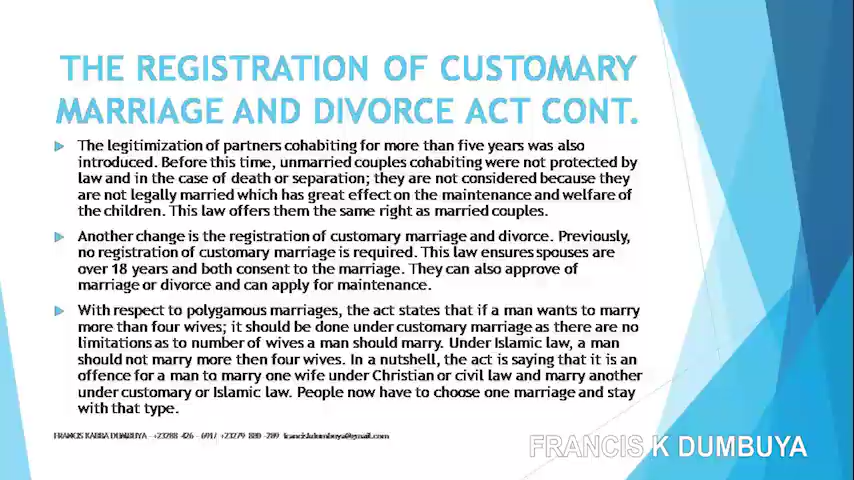 THE REGISTRATION OF CUSTOMARY
MARRIAGE AND DIVORCE ACT CONT.
The legitimization of partners cohabiting for more than five years was also
introduced. Before this time, unmarried couples cohabiting were not protected by
law and in the case of death or separation; they are not considered because they
are not legally married which has great effect on the maintenance and welfare of
the children. This law offers them the same right as married couples.
Another change is the registration of customary marriage and divorce. Previously,
no registration of customary marriage is required. This law ensures spouses are
over 18 years and both consent to the marriage. They can also approve of
marriage or divorce and can apply for maintenance.
With respect to polygamous marriages, the act states that if a man wants to marry
more than four wives; it should be done under customary marriage as there are no
limitations as to number of wives a man should marry. Under Islamic law, a man
should not marry more then four wives. In a nutshell, the act is saying that it is an
offence for a man to marry one wife under Christian or civil law and marry another
under customary or Islamic law. People now have to choose one marriage and stay
with that type.
FRANCIS
FRANCIS K DUMBUYA